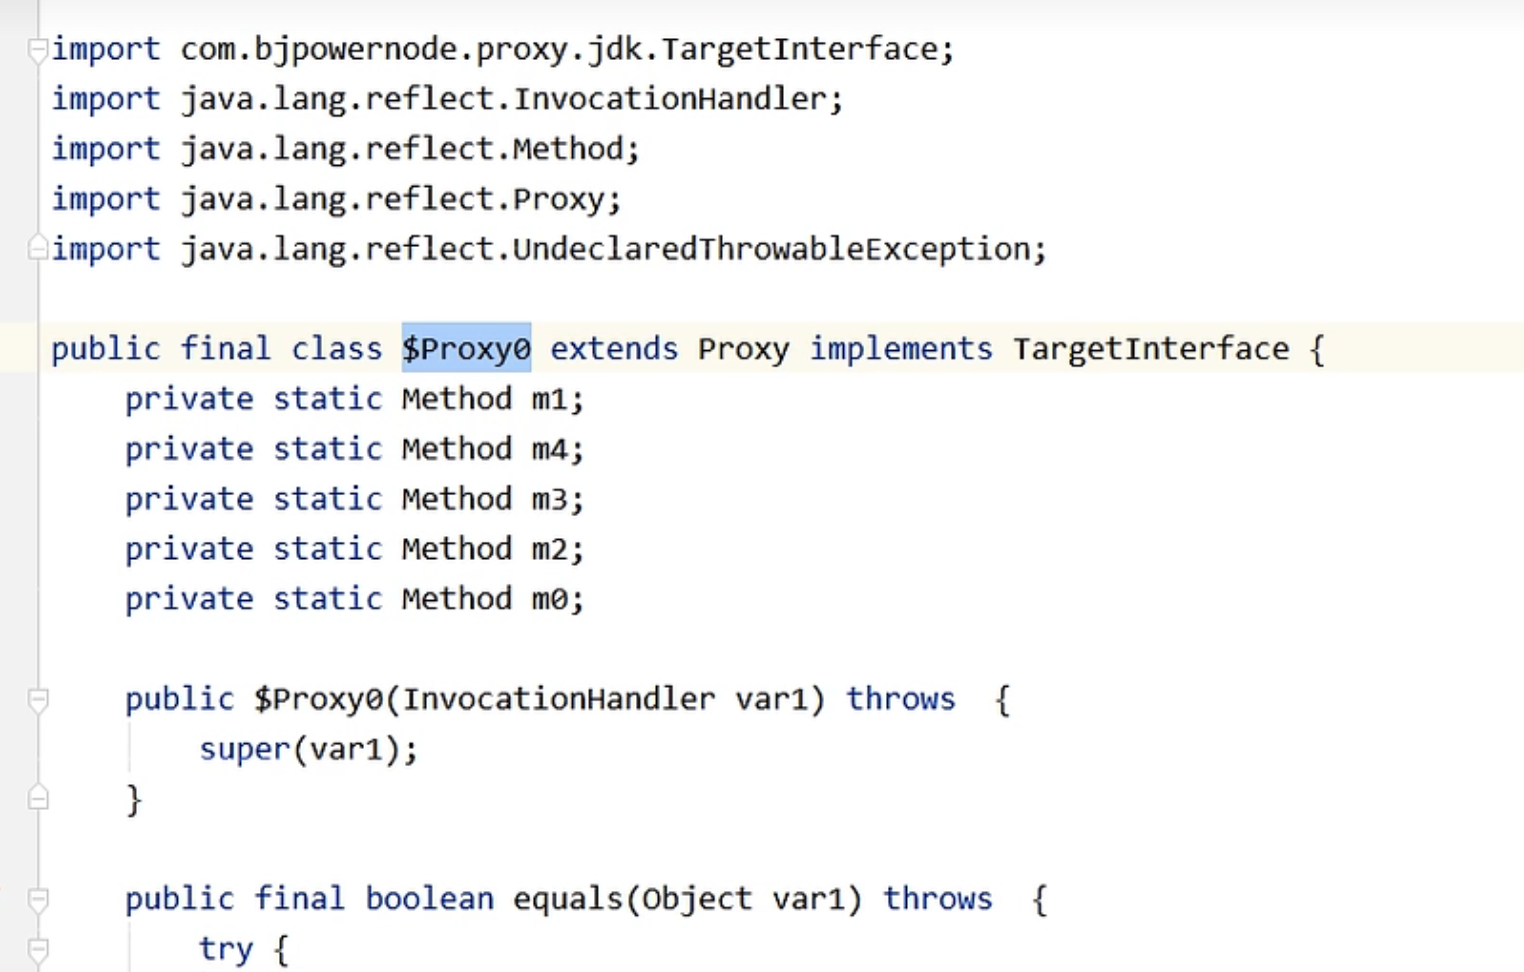 import com.bjpowernode.proxy.jdk.TargetInterface;
import java.lang.reflect.InvocationHandler;
import java.lang.reflect.Method;
import java.lang.reflect.Proxy;
import java.lang.reflect.UndeclaredThrowableException;
public final class $Proxy0 extends Proxy implements TargetInterface {
private static Method m1;
private static Method m4;
private static Method m3;
private static Method m2;
private static Method m0;
public $Proxy0(InvocationHandler var1) throws  {
super(var1);
}
public final boolean equals(Object var1) throws  {
try {